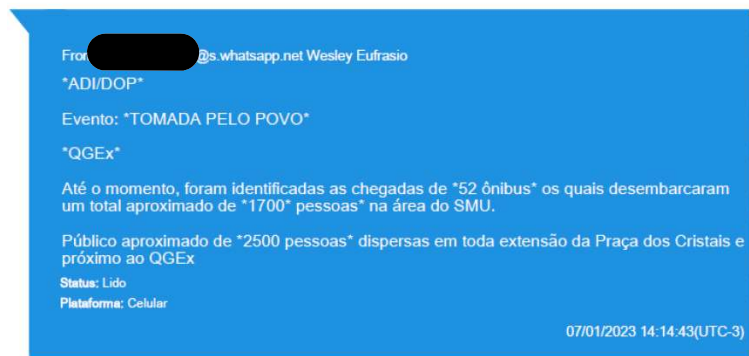 From @s.whatsapp.net Wesley Eufrasio
*ADI/DOP*
Evento: *TOMADA PELO POVO*
*QGEx*
Até o momento, foram identificadas as chegadas de *52 ônibus* os quais desembarcaram
um total aproximado de *1700* pessoas* na área do SMU.
Público aproximado de *2500 pessoas* dispersas em toda extensão da Praça dos Cristais e
próximo ao QGEx
Status: Lido
Plataforma: Celular
07/01/2023 14:14:43(UTC-3)